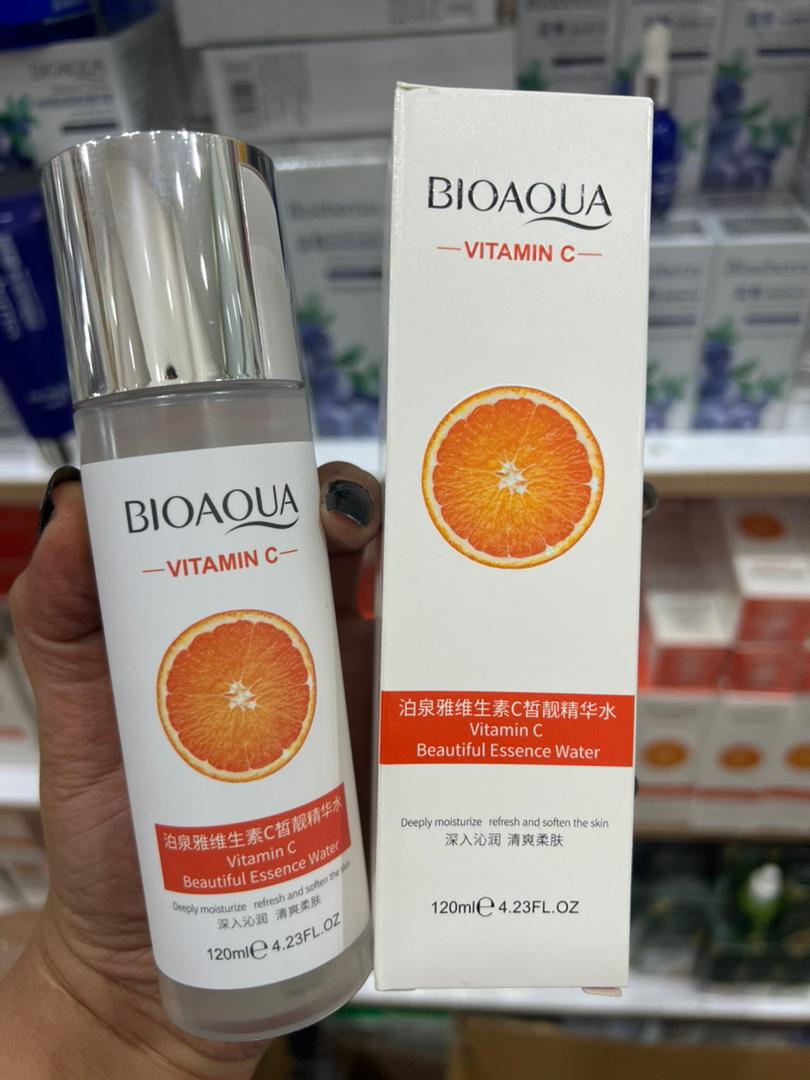 BIOAQUA
VITAMIN C
泊泉雅维生素C皙靓精华水
Vitamin C
Beautiful Essence Water
Deeply moisturize refresh and soften the skin
深入沁润 清爽柔肤
120ml℮ 4.23FL.OZ
BIOAQUA
VITAMIN C
泊泉雅维生素C皙靓精华水
Vitamin C
Beautiful Essence Water
Deeply moisturize refresh and soften the skin
深入沁润 清爽柔肤
120ml℮ 4.23FL.OZ
BIOAQUA